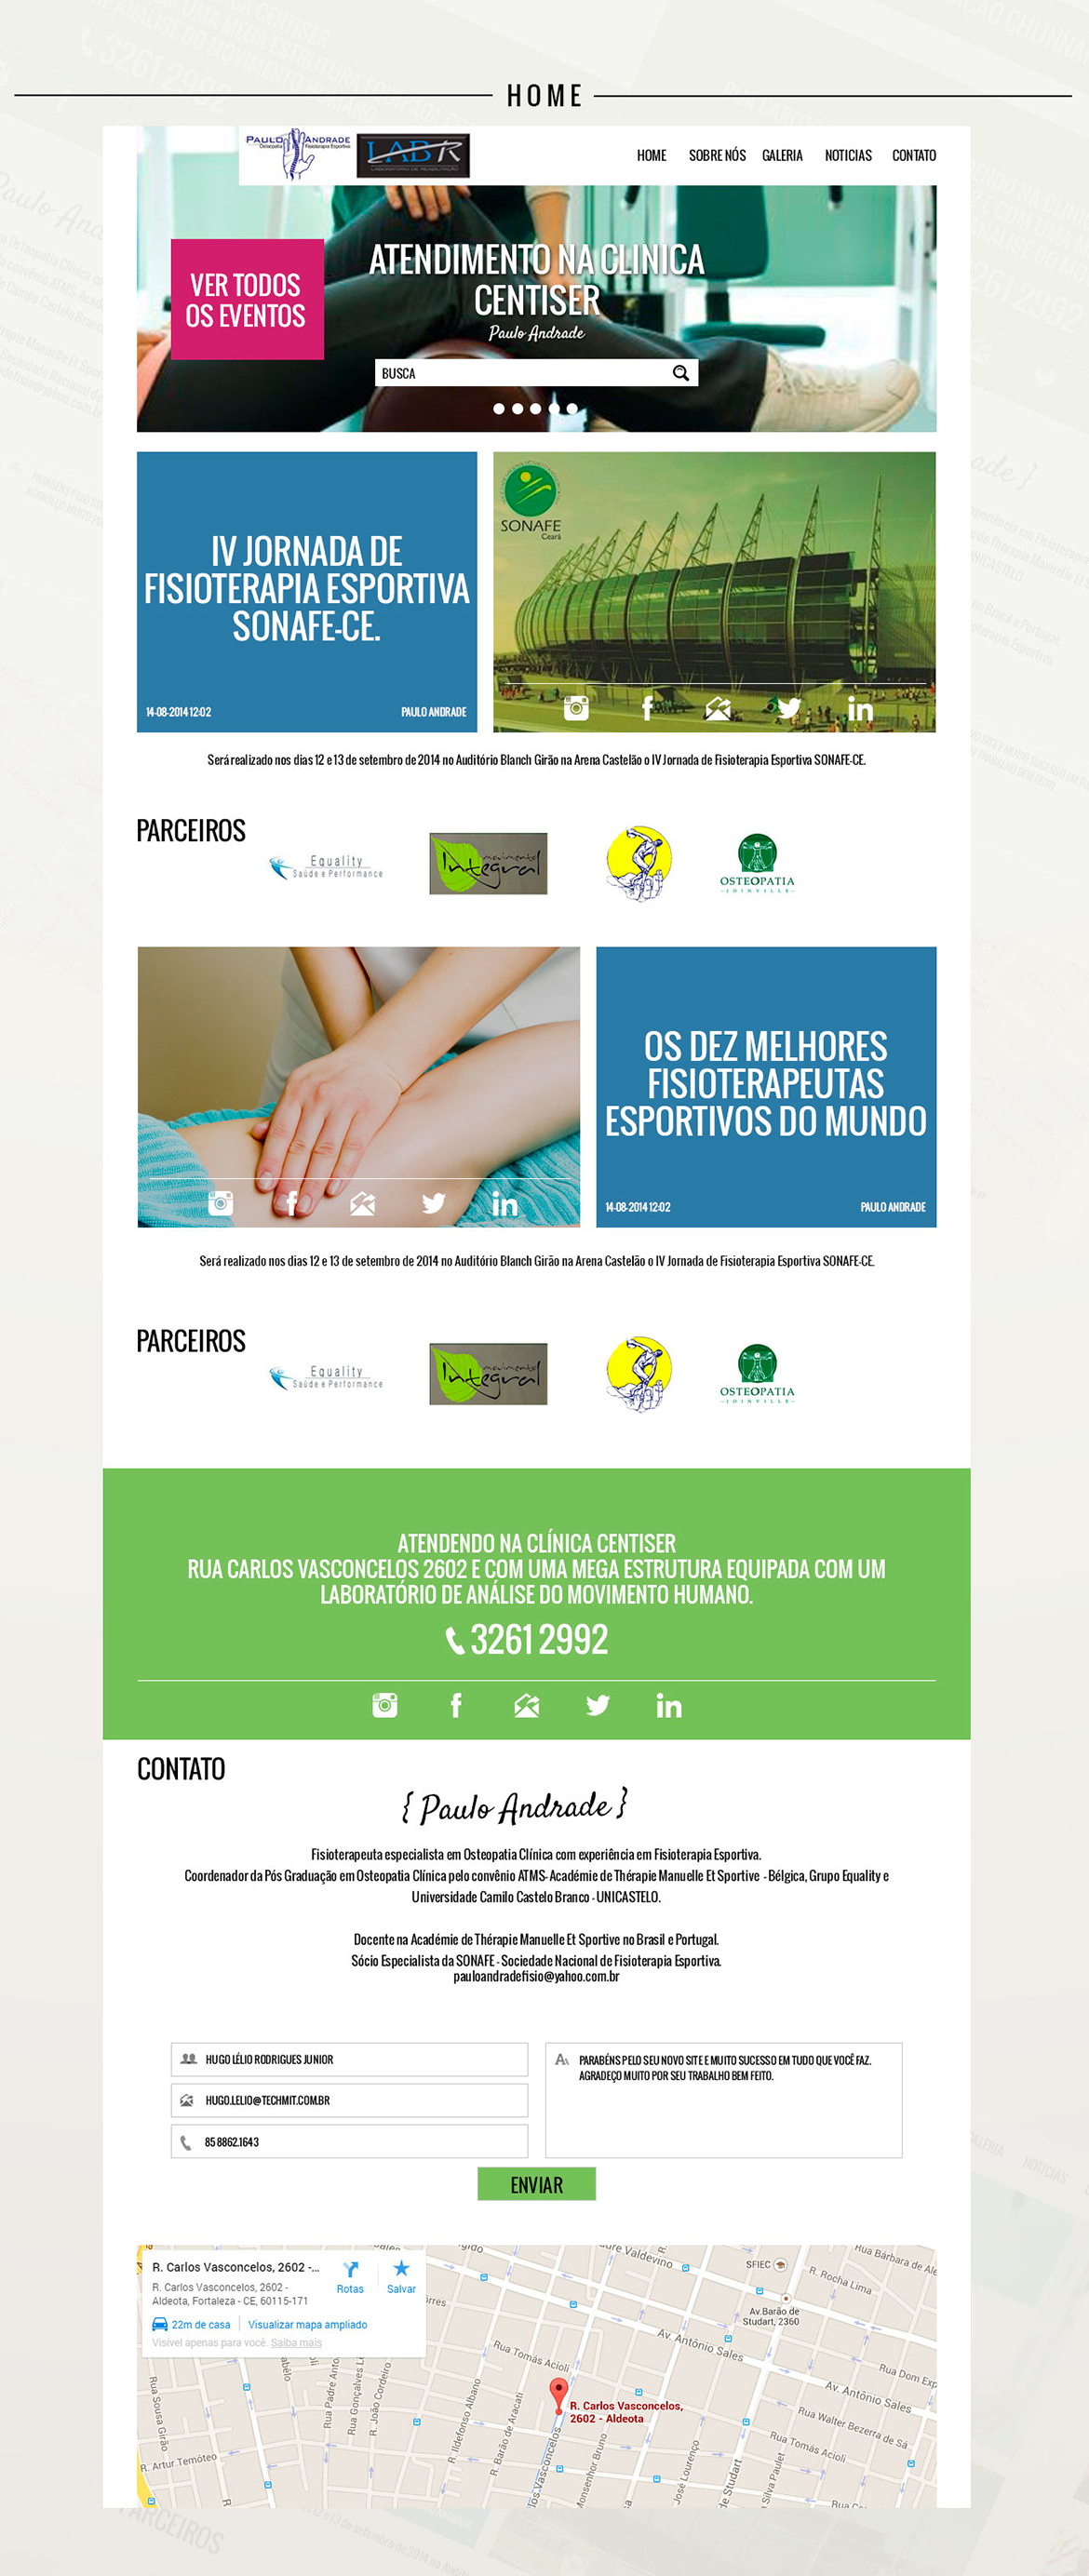 HOME
PAULO ANDRADE
Osteopatia Fisioterapia Esportiva
LABR
LABORATÓRIO DE REABILITAÇÃO
HOME SOBRE NÓS GALERIA NOTICIAS CONTATO
VER TODOS
OS EVENTOS
ATENDIMENTO NA CLINICA
CENTISER
Paulo Andrade
BUSCA
IV JORNADA DE
FISIOTERAPIA ESPORTIVA
SONAFE-CE.
14-08-2014 12:02 PAULO ANDRADE
SONAFE
Ceará
Será realizado nos dias 12 e 13 de setembro de 2014 no Auditório Blanch Girão na Arena Castelão o IV Jornada de Fisioterapia Esportiva SONAFE-CE.
PARCEIROS
Equality
Saúde e Performance
movimento
Integral
OSTEOPATIA
JOINVILLE
OS DEZ MELHORES
FISIOTERAPEUTAS
ESPORTIVOS DO MUNDO
14-08-2014 12:02 PAULO ANDRADE
Será realizado nos dias 12 e 13 de setembro de 2014 no Auditório Blanch Girão na Arena Castelão o IV Jornada de Fisioterapia Esportiva SONAFE-CE.
PARCEIROS
Equality
Saúde e Performance
movimento
Integral
OSTEOPATIA
JOINVILLE
ATENDENDO NA CLÍNICA CENTISER
RUA CARLOS VASCONCELOS 2602 E COM UMA MEGA ESTRUTURA EQUIPADA COM UM
LABORATÓRIO DE ANÁLISE DO MOVIMENTO HUMANO.
3261 2992
CONTATO
{ Paulo Andrade }
Fisioterapeuta especialista em Osteopatia Clínica com experiência em Fisioterapia Esportiva.
Coordenador da Pós Graduação em Osteopatia Clínica pelo convênio ATMS- Académie de Thérapie Manuelle Et Sportive - Bélgica, Grupo Equality e
Universidade Camilo Castelo Branco - UNICASTELO.
Docente na Académie de Thérapie Manuelle Et Sportive no Brasil e Portugal.
Sócio Especialista da SONAFE - Sociedade Nacional de Fisioterapia Esportiva.
pauloandradefisio@yahoo.com.br
HUGO LÉLIO RODRIGUES JUNIOR
HUGO.LELIO@TECHMIT.COM.BR
85 8862.1643
PARABÉNS PELO SEU NOVO SITE E MUITO SUCESSO EM TUDO QUE VOCÊ FAZ.
AGRADEÇO MUITO POR SEU TRABALHO BEM FEITO.
ENVIAR
R. Carlos Vasconcelos, 2602 -...
R. Carlos Vasconcelos, 2602 -
Aldeota, Fortaleza - CE, 60115-171
Rotas Salvar
22m de casa Visualizar mapa ampliado
Visível apenas para você. Saiba mais
SFIEC
Rua Bárbara de Ale
R. Rocha Lima
Av.Barão de
Studart, 2360
Av. Antônio Sales
Rua Tomás Acioli
Rua Dom Exp
Av. Antônio Sales
R. Carlos Vasconcelos,
2602 - Aldeota
Rua Walter Bezerra de Sá
Rua Tomás Acioli
Rua Sousa Girão
Rua Padre Anto
Rua Gonçalves L
R. João Cordeiro
R. Ildefonso Albano
R. Barão de Aracati
los Vasconcelos
Monsenhor Bruno
José Lourenço
de Studart
Silva Paulet
R. Artur Temóteo
PARCEIROS